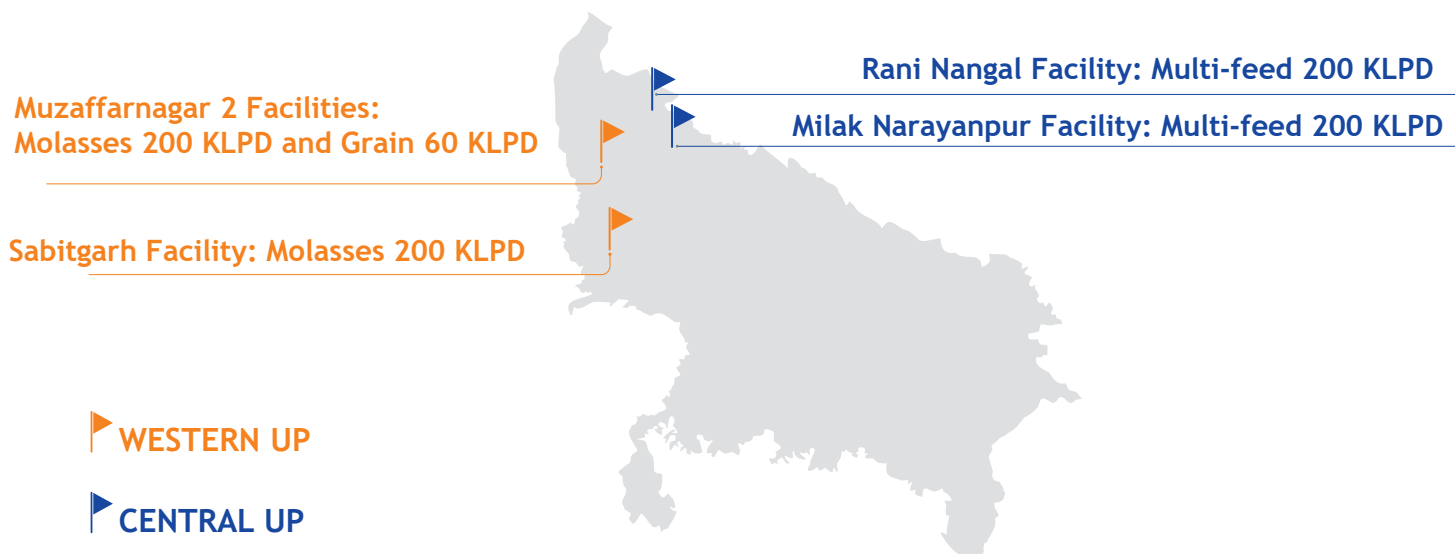 Rani Nangal Facility: Multi-feed 200 KLPD
Muzaffarnagar 2 Facilities:
Molasses 200 KLPD and Grain 60 KLPD
Milak Narayanpur Facility: Multi-feed 200 KLPD
Sabitgarh Facility: Molasses 200 KLPD
WESTERN UP
CENTRAL UP